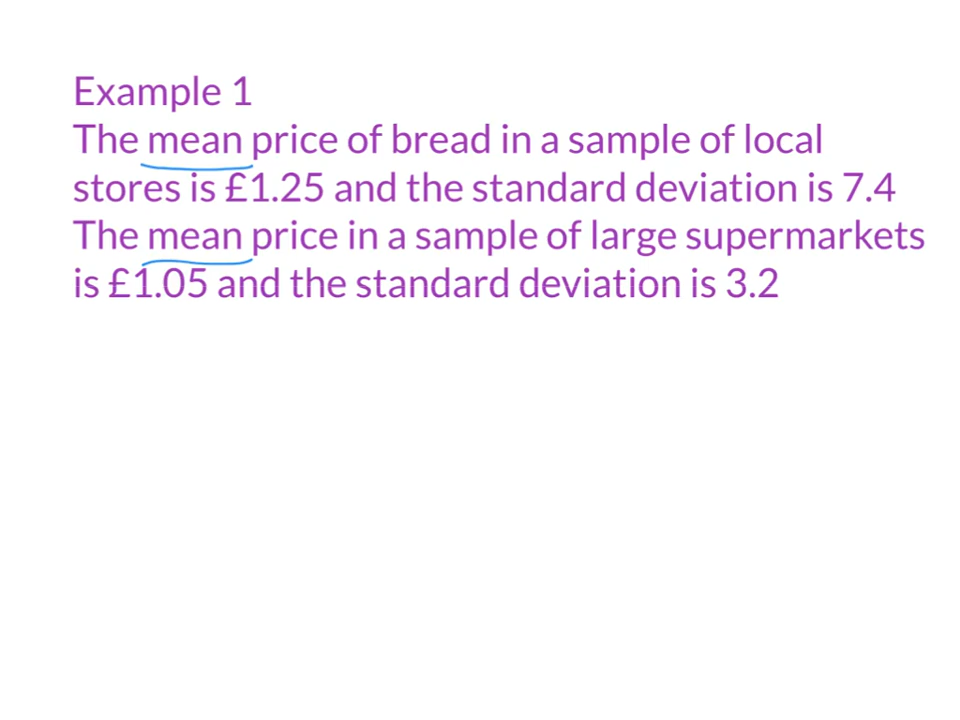 Example 1
The mean price of bread in a sample of local
stores is £1.25 and the standard deviation is 7.4
The mean price in a sample of large supermarkets
is £1.05 and the standard deviation is 3.2